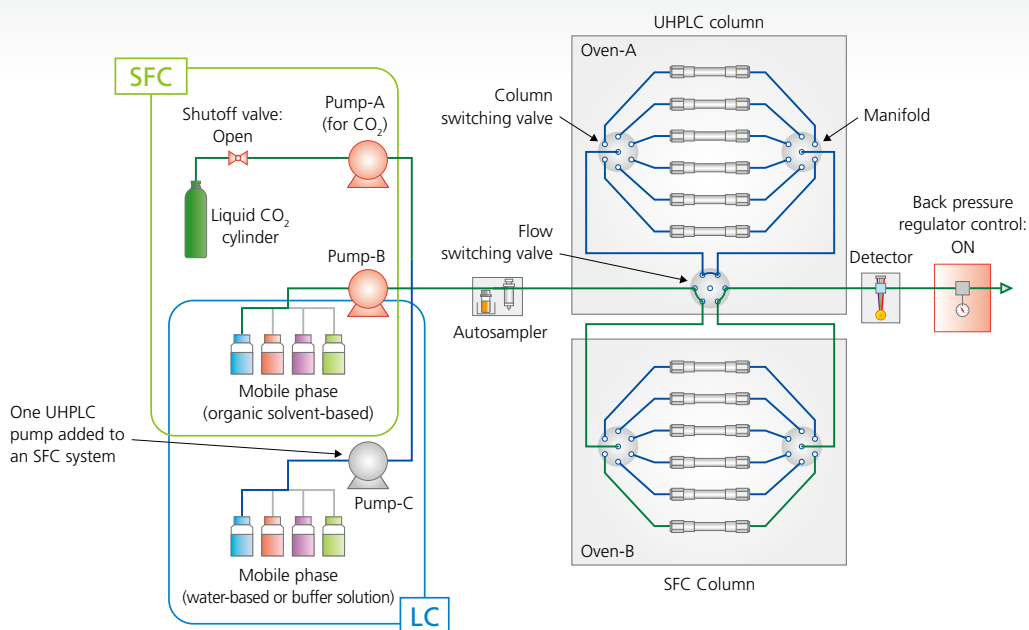 SFC
Shutoff valve:
Open
Pump-A
(for CO₂)
Liquid CO₂
cylinder
Pump-B
Mobile phase
(organic solvent-based)
One UHPLC
pump added to
an SFC system
Pump-C
Mobile phase
(water-based or buffer solution)
LC
Autosampler
UHPLC column
Oven-A
Column
switching valve
Manifold
Flow
switching valve
Detector
Back pressure
regulator control:
ON
Oven-B
SFC Column